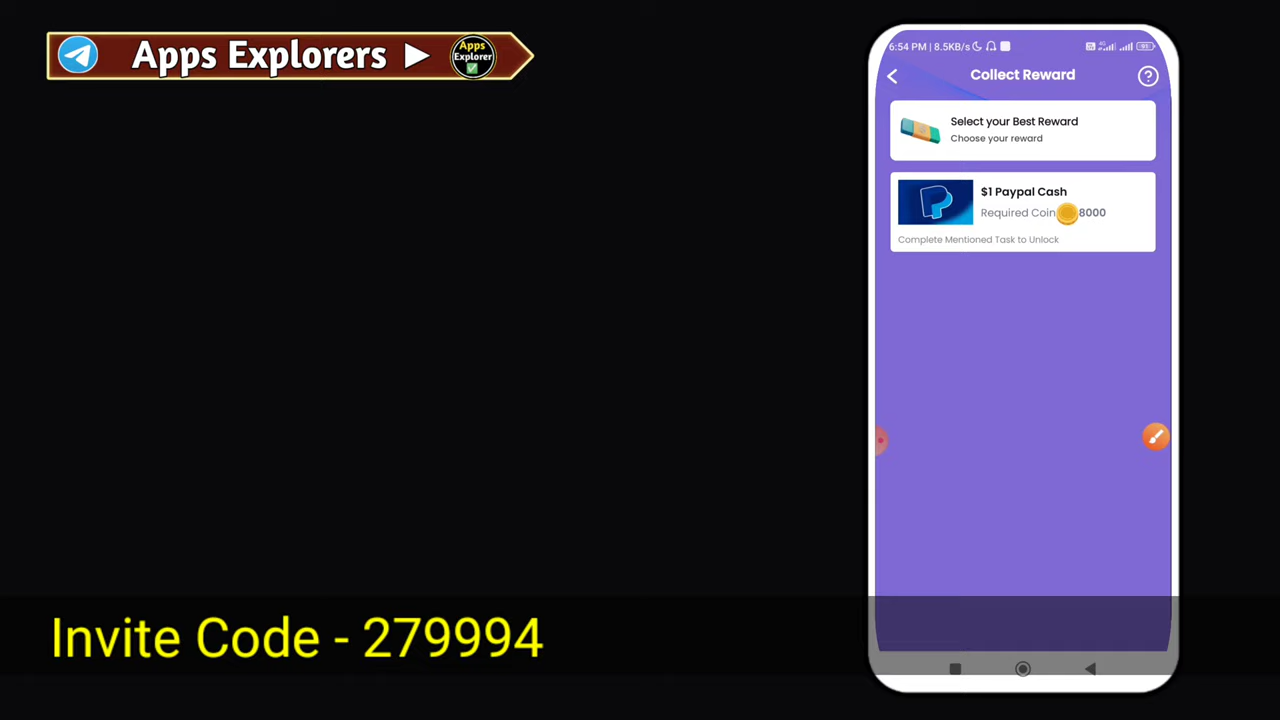 Apps Explorers
Apps
Explorer
6:54 PM | 8.5KB/s
Collect Reward
Select your Best Reward
Choose your reward
$1 Paypal Cash
Required Coin 8000
Complete Mentioned Task to Unlock
Invite Code - 279994